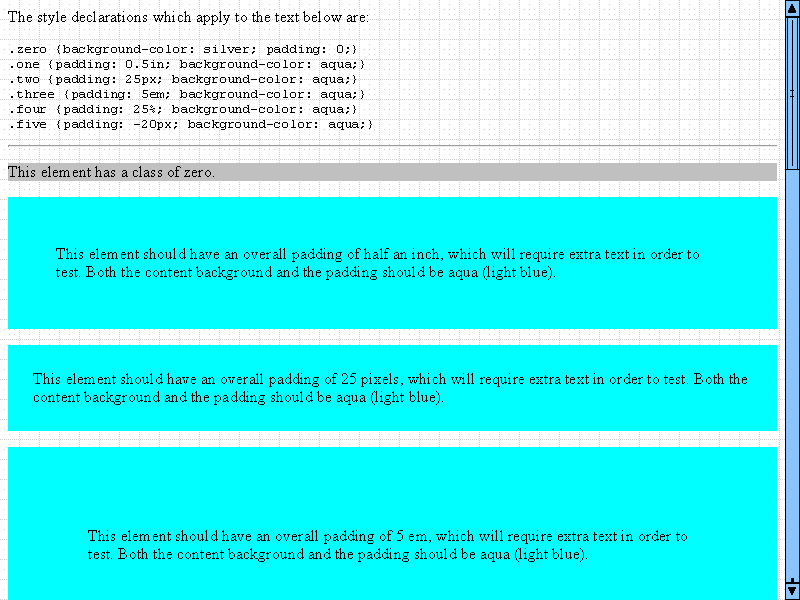 The style declarations which apply to the text below are:
.zero {background-color: silver; padding: 0;}
.one {padding: 0.5in; background-color: aqua;}
.two {padding: 25px; background-color: aqua;}
.three {padding: 5em; background-color: aqua;}
.four {padding: 25%; background-color: aqua;}
.five {padding: -20px; background-color: aqua;}
This element has a class of zero.
This element should have an overall padding of half an inch, which will require extra text in order to
test. Both the content background and the padding should be aqua (light blue).
This element should have an overall padding of 25 pixels, which will require extra text in order to test. Both the
content background and the padding should be aqua (light blue).
This element should have an overall padding of 5 em, which will require extra text in order to
test. Both the content background and the padding should be aqua (light blue).